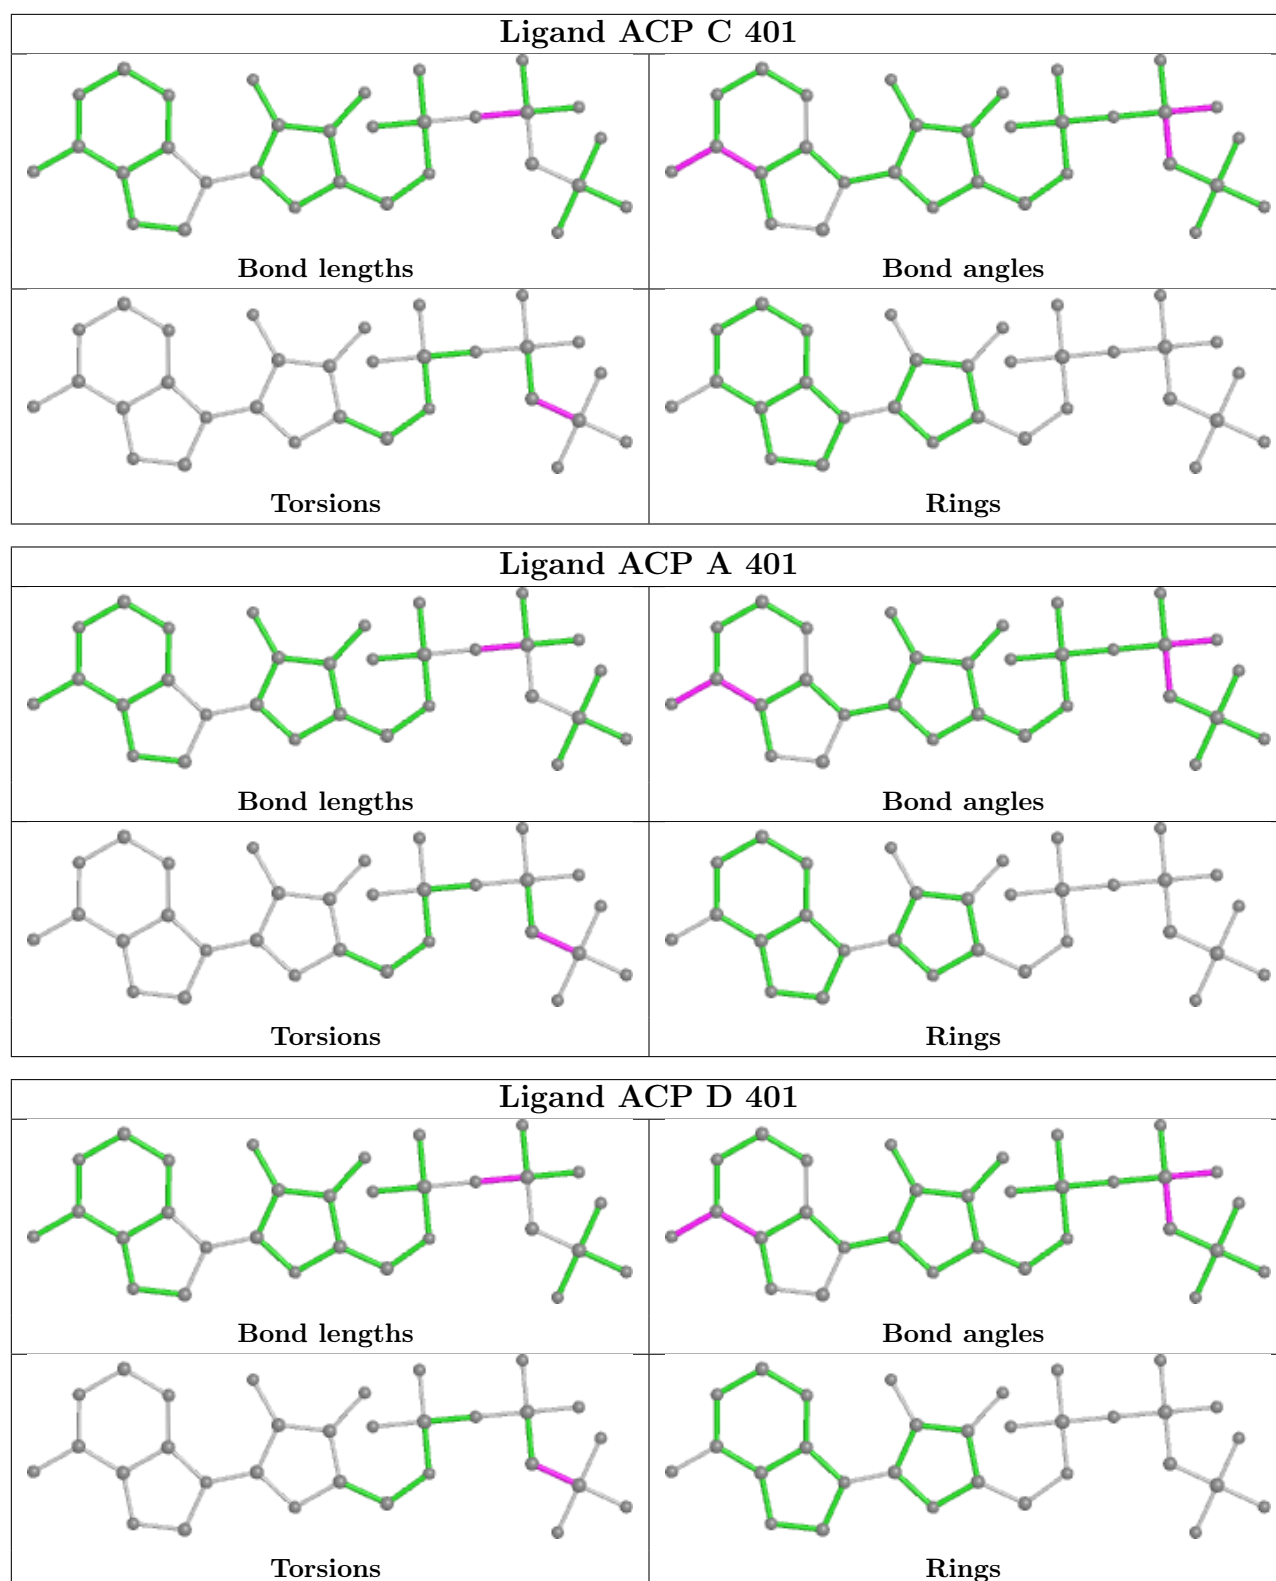 Ligand ACP C 401
Bond lengths
Bond angles
Torsions
Rings
Ligand ACP A 401
Bond lengths
Bond angles
Torsions
Rings
Ligand ACP D 401
Bond lengths
Bond angles
Torsions
Rings